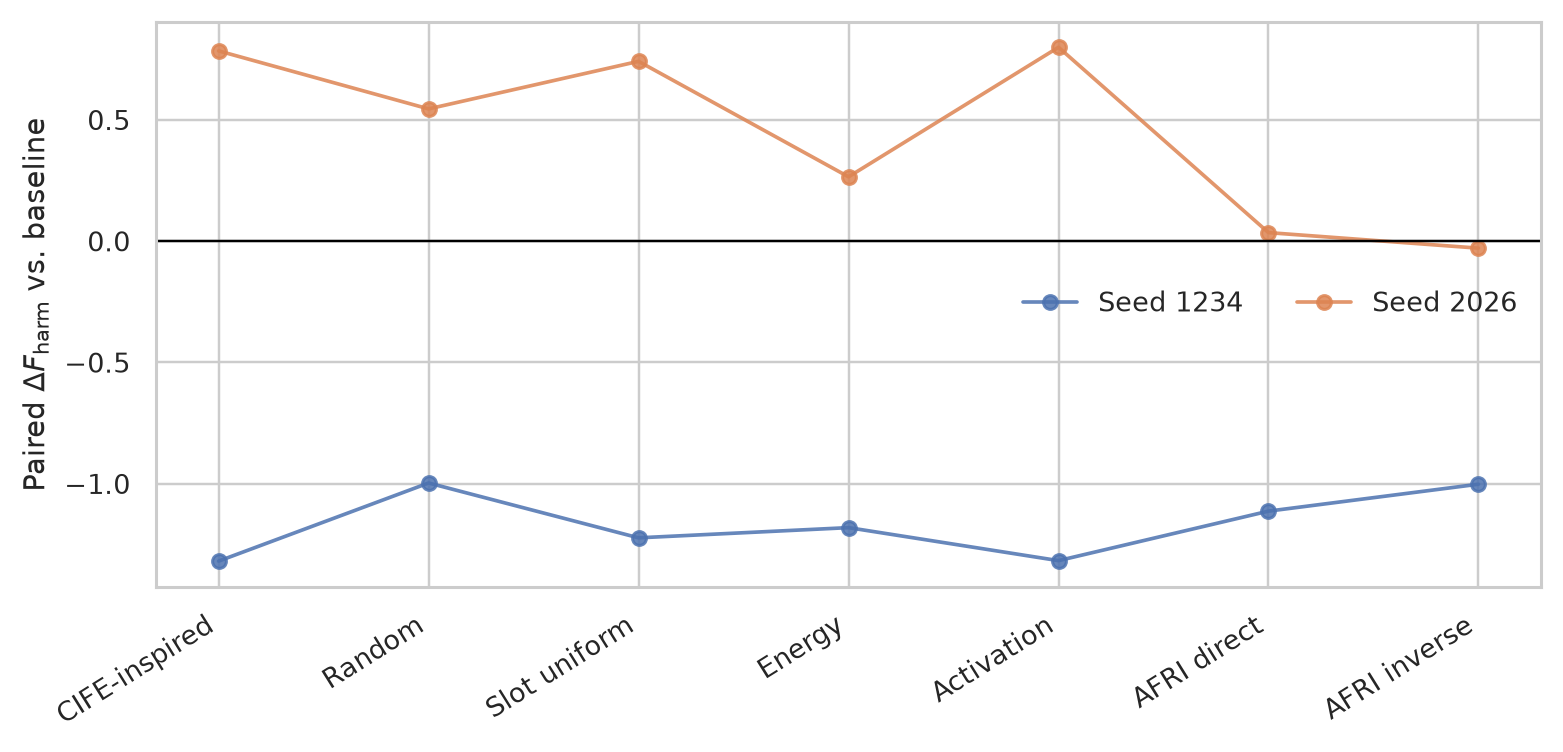 Paired ΔF_harm vs. baseline
0.5
0.0
−0.5
−1.0
Seed 1234
Seed 2026
CIFE-inspired
Random
Slot uniform
Energy
Activation
AFRI direct
AFRI inverse